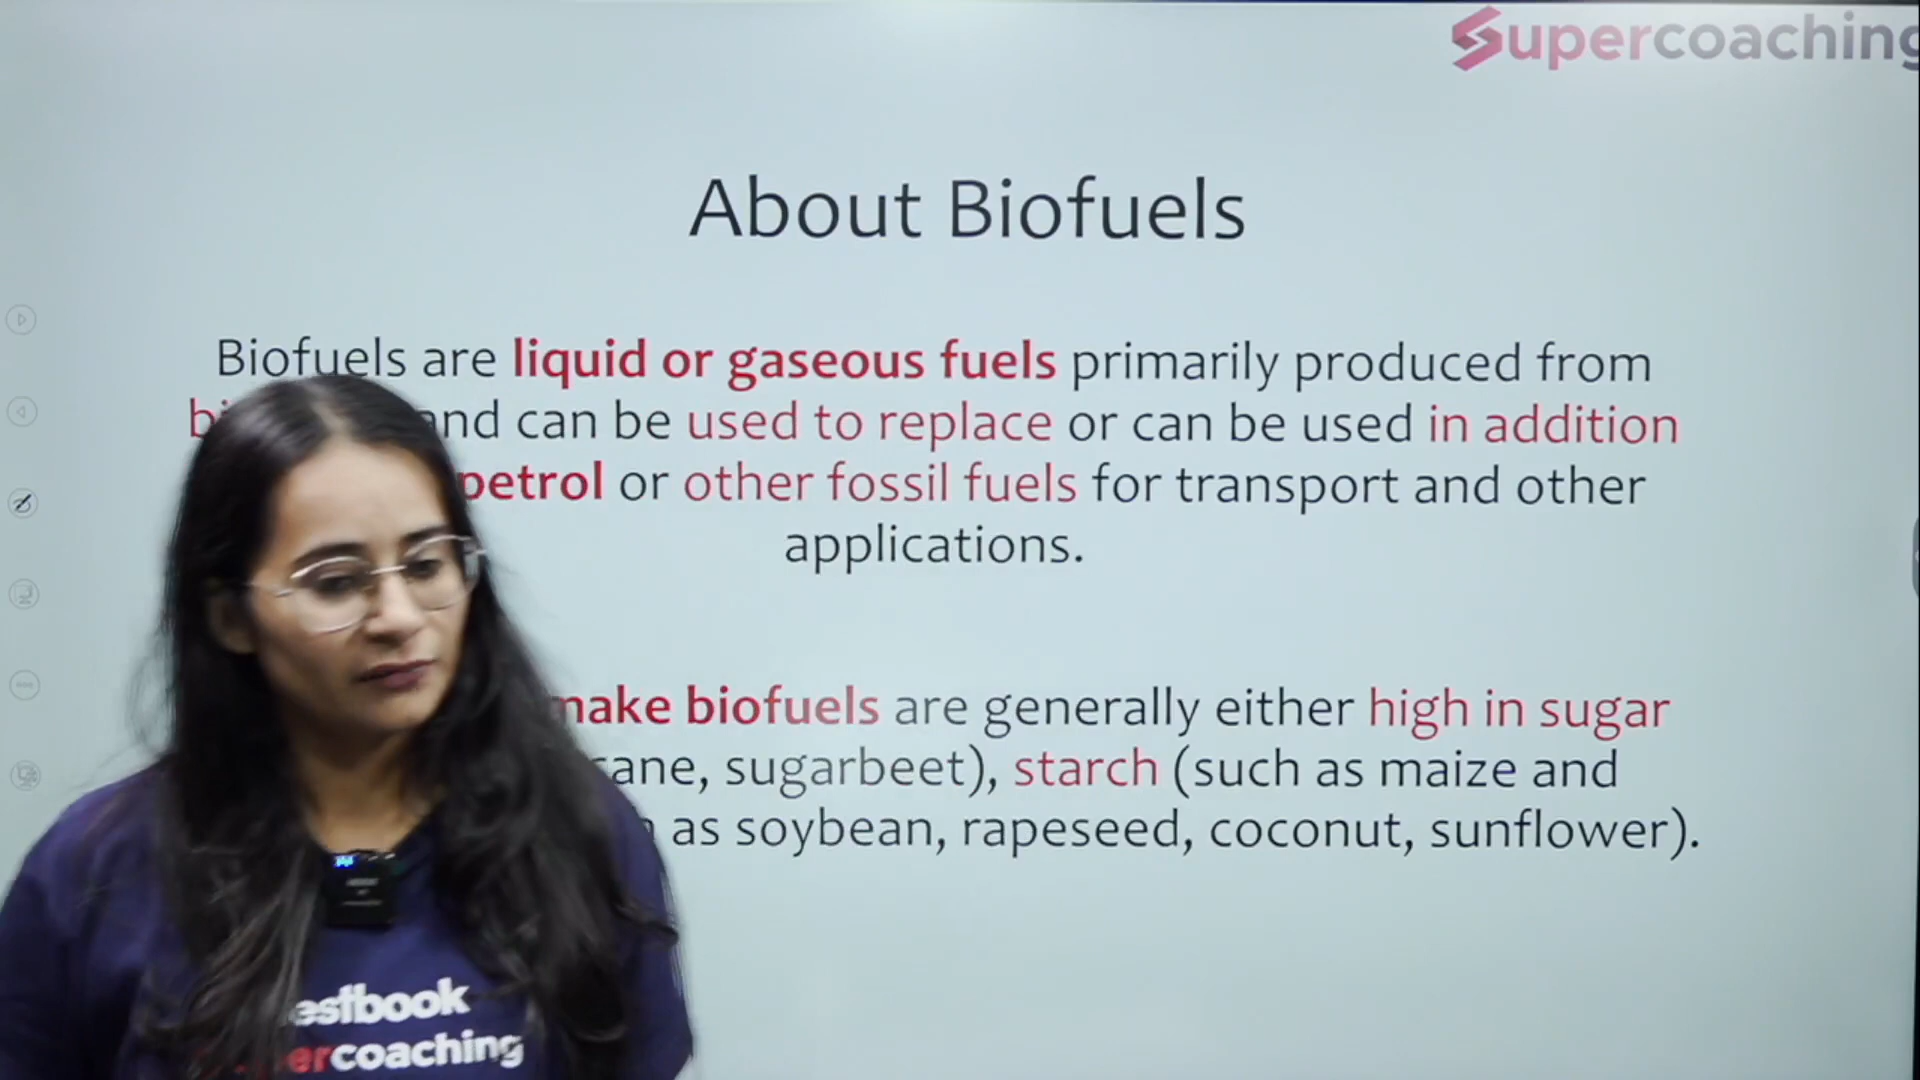 Supercoaching
About Biofuels
Biofuels are liquid or gaseous fuels primarily produced from
and can be used to replace or can be used in addition
petrol or other fossil fuels for transport and other
applications.
make biofuels are generally either high in sugar
cane, sugarbeet), starch (such as maize and
as soybean, rapeseed, coconut, sunflower).
estbook
ercoaching